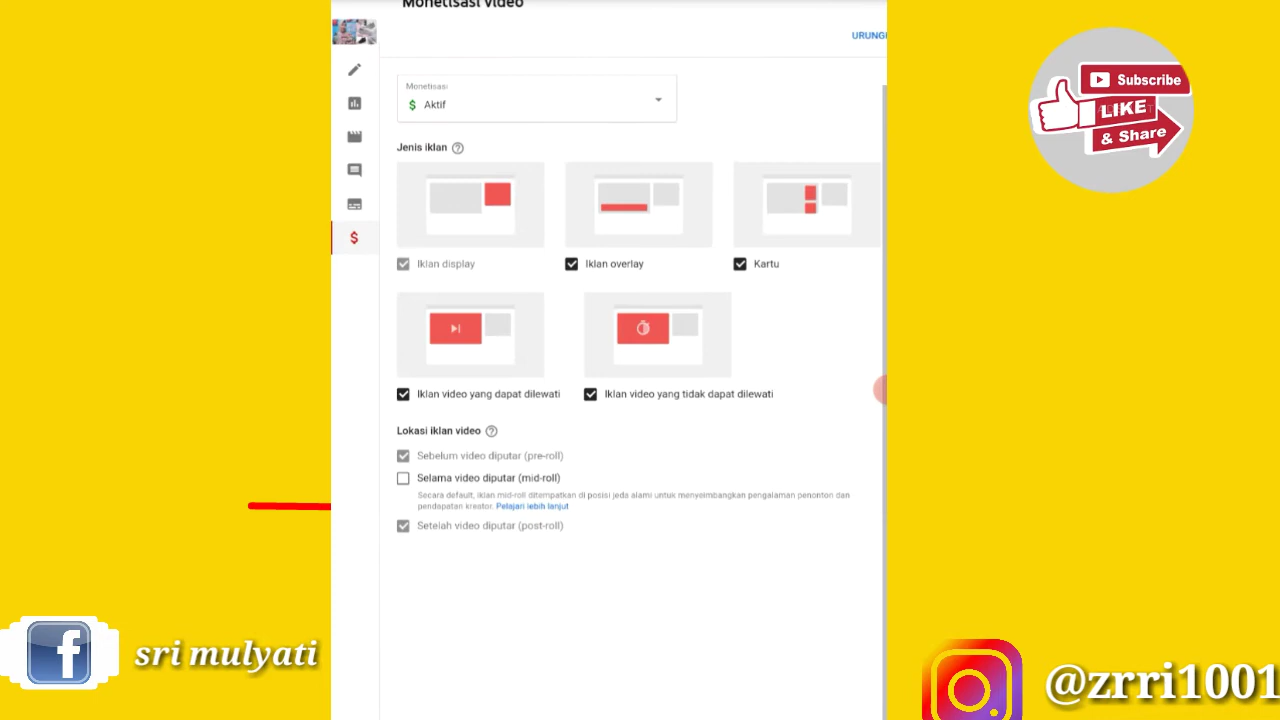 Monetisasi video
URUNGK
Monetisasi
$ Aktif
Jenis iklan
Iklan display
Iklan overlay
Kartu
Iklan video yang dapat dilewati
Iklan video yang tidak dapat dilewati
Lokasi iklan video
Sebelum video diputar (pre-roll)
Selama video diputar (mid-roll)
Secara default, iklan mid-roll ditempatkan di posisi jeda alami untuk menyeimbangkan pengalaman penonton dan
pendapatan kreator. Pelajari lebih lanjut
Setelah video diputar (post-roll)
Subscribe
LIKE
& Share
sri mulyati
@zrri1001